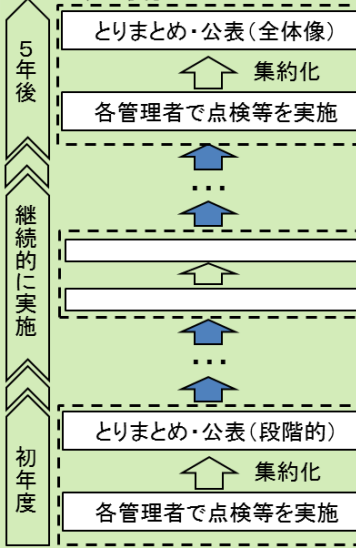 5年後
とりまとめ・公表(全体像)
集約化
各管理者で点検等を実施
...
継続的に実施
...
初年度
とりまとめ・公表(段階的)
集約化
各管理者で点検等を実施